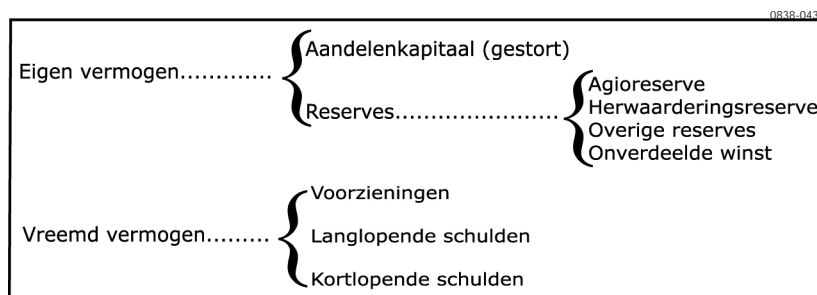 0838-043
Eigen vermogen.............
Aandelenkapitaal (gestort)
Reserves.......................
Agioreserve
Herwaarderingsreserve
Overige reserves
Onverdeelde winst
Vreemd vermogen.........
Voorzieningen
Langlopende schulden
Kortlopende schulden